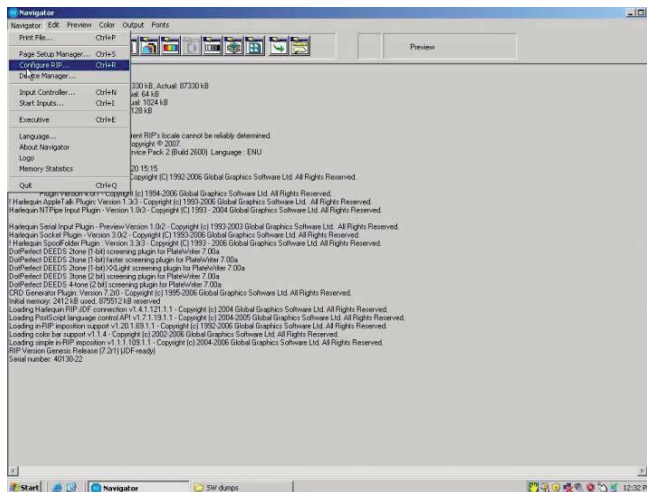 Navigator
Navigator Edit Preview Color Output Fonts
Print File... Ctrl+P
Page Setup Manager... Ctrl+S
Configure RIP... Ctrl+R
Device Manager...
Input Controller... Ctrl+N
Start Inputs... Ctrl+I
Executive Ctrl+E
Language...
About Navigator
Logo
Memory Statistics
Quit Ctrl+Q
Preview
330 kB, Actual: 87330 kB
ual: 64 kB
ual: 1024 kB
128 kB
rent RIP's locale cannot be reliably determined.
opyright © 2007.
rvice Pack 2 (Build 2600) Language : ENU
20 15:15
Copyright (C) 1992-2006 Global Graphics Software Ltd. All Rights Reserved.
Copyright (c) 1994-2006 Global Graphics Software Ltd. All Rights Reserved.
! Harlequin AppleTalk Plugin: Version 1.3r3 - Copyright (c) 1993-2006 Global Graphics Software Ltd. All Rights Reserved.
Harlequin NTPipe Input Plugin - Version 1.0r3 - Copyright (C) 1993 - 2004 Global Graphics Software Ltd. All Rights Reserved.
Harlequin Serial Input Plugin - Preview Version 1.0r2 - Copyright (c) 1993-2003 Global Graphics Software Ltd. All Rights Reserved.
Harlequin Socket Plugin - Version 3.0r2 - Copyright (C) 1993-2006 Global Graphics Software Ltd. All Rights Reserved.
! Harlequin SpoolFolder Plugin : Version 3.3r3 - Copyright (C) 1993 - 2006 Global Graphics Software Ltd. All Rights Reserved.
DotPerfect DEEDS 2tone (1-bit) screening plugin for PlateWriter 7.00a
DotPerfect DEEDS 2tone (1-bit) faster screening plugin for PlateWriter 7.00a
DotPerfect DEEDS 2tone (1-bit) XXLight screening plugin for PlateWriter 7.00a
DotPerfect DEEDS 3tone (2 bit) screening plugin for PlateWriter 7.00a
DotPerfect DEEDS 4-tone (2 bit) screening plugin for PlateWriter 7.00a
CRD Generator Plugin: Version 7.2r0 - Copyright (c) 1995-2006 Global Graphics Software Ltd. All Rights Reserved.
Initial memory: 2412 kB used, 875512 kB reserved
Loading Harlequin RIP JDF connection v1.4.1.121.1.1 - Copyright (c) 2004 Global Graphics Software Ltd. All Rights Reserved.
Loading PostScript language control API v1.7.1.19.1.1 - Copyright (c) 2004-2005 Global Graphics Software Ltd. All Rights Reserved.
Loading in-RIP imposition support v1.20.1.69.1.1 - Copyright (c) 1992-2006 Global Graphics Software Ltd. All Rights Reserved.
Loading color bar support v1.1.4 - Copyright (c) 2002-2006 Global Graphics Software Ltd. All Rights Reserved.
Loading simple in-RIP imposition v1.1.1.109.1.1 - Copyright (c) 2004-2006 Global Graphics Software Ltd. All Rights Reserved.
RIP Version Genesis Release (7.2r1) (JDF-ready)
Serial number: 40130-22
Start Navigator SW dumps 12:32 P